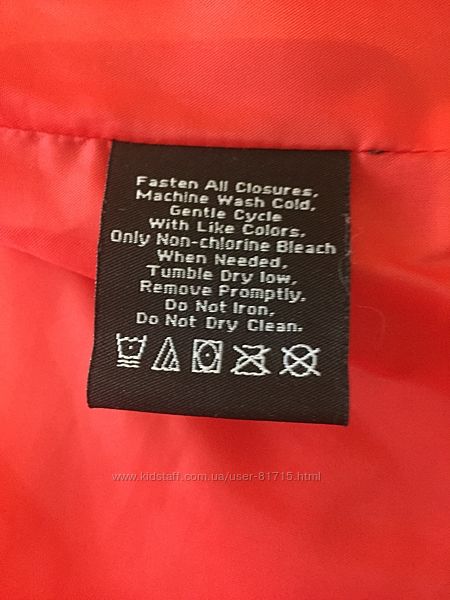 Fasten All Closures,
Machine Wash Cold,
Gentle Cycle
With Like Colors,
Only Non-chlorine Bleach
When Needed,
Tumble Dry low,
Remove Promptly,
Do Not Iron,
Do Not Dry Clean.
www.kidstaff.com.ua/user-81715.html